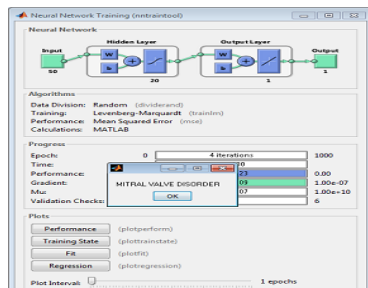 Neural Network Training (nntraintool)
Neural Network
Hidden Layer
Output Layer
Input
Output
W
b
W
b
50
20
1
1
Algorithms
Data Division: Random (dividerand)
Training: Levenberg-Marquardt (trainlm)
Performance: Mean Squared Error (mse)
Calculations: MATLAB
Progress
Epoch: 0 4 iterations 1000
Time:
Performance: 23 0.00
Gradient: 1.00e-07
Mu: 07 1.00e+10
Validation Checks: 6
MITRAL VALVE DISORDER
OK
Plots
Performance (plotperform)
Training State (plottrainstate)
Fit (plotfit)
Regression (plotregression)
Plot Interval: 1 epochs